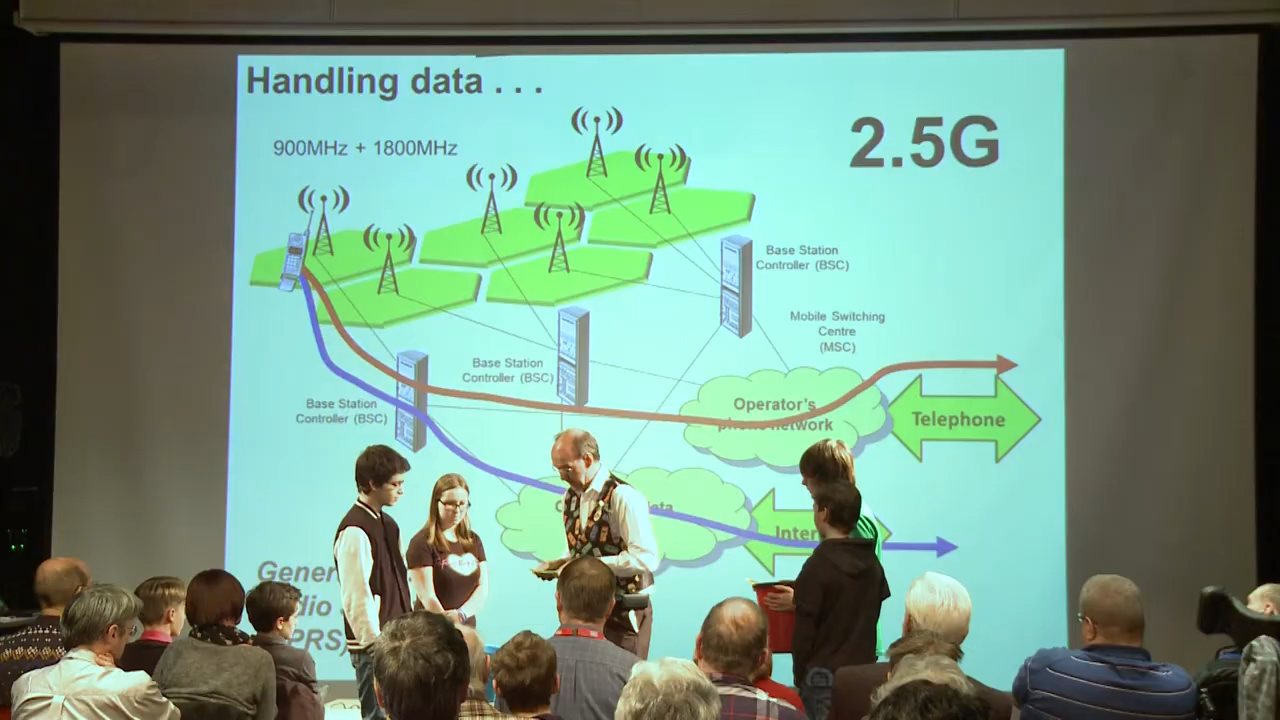 Handling data . . .
2.5G
900MHz + 1800MHz
Base Station
Controller (BSC)
Mobile Switching
Centre
(MSC)
Base Station
Controller (BSC)
Base Station
Controller (BSC)
Operator's
phone network
Telephone